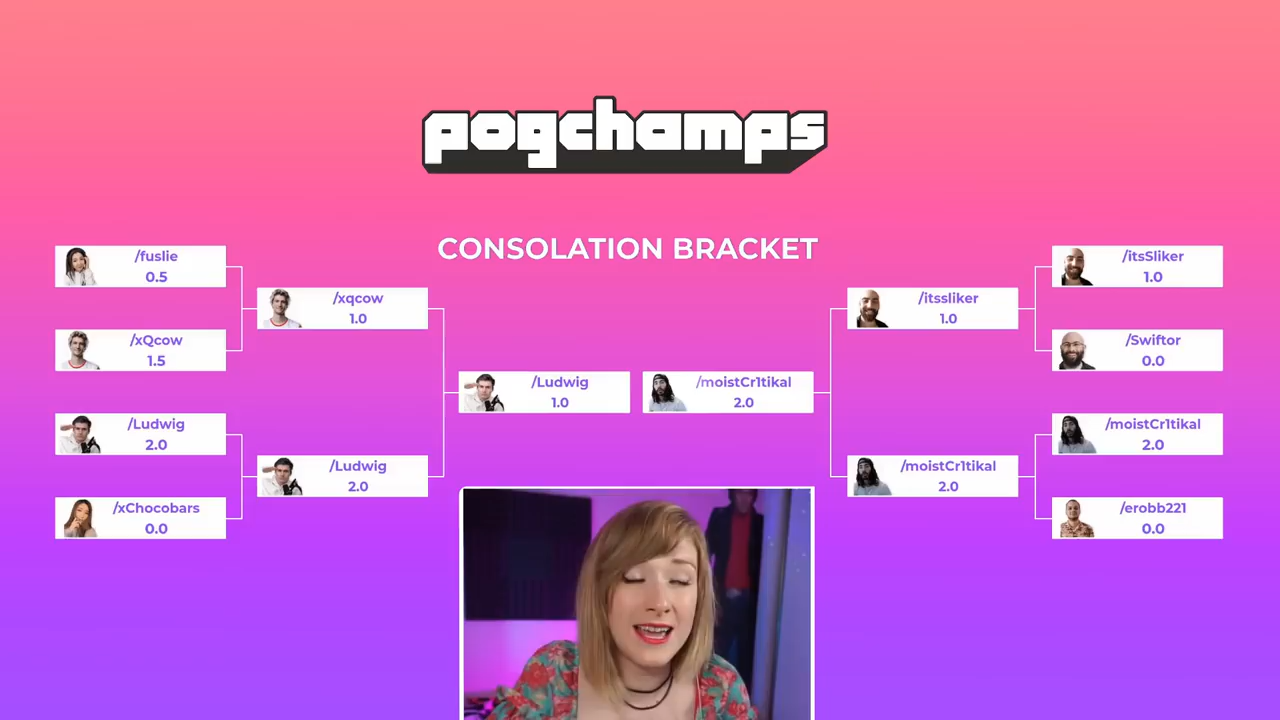 pogchamps
CONSOLATION BRACKET
/fuslie
0.5
/xQcow
1.5
/Ludwig
2.0
/xChocobars
0.0
/xqcow
1.0
/Ludwig
2.0
/Ludwig
1.0
/moistCr1tikal
2.0
/itssliker
1.0
/moistCr1tikal
2.0
/itsSliker
1.0
/Swiftor
0.0
/moistCr1tikal
2.0
/erobb221
0.0